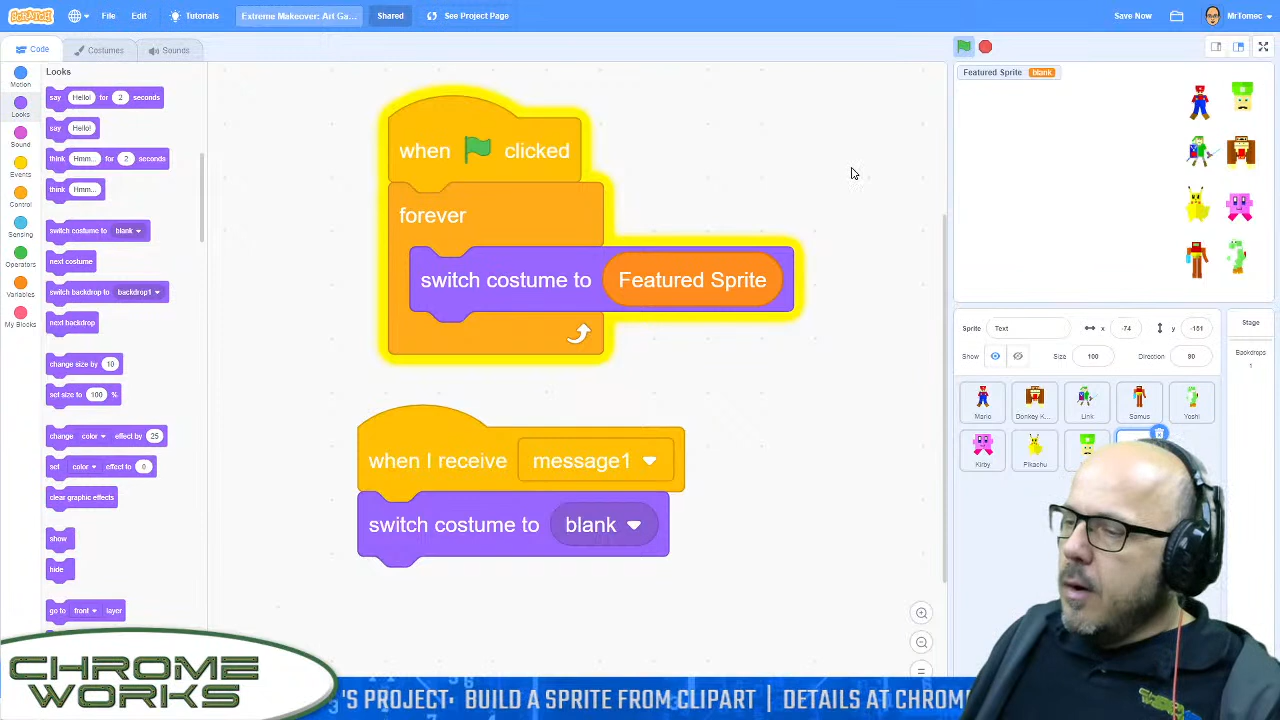 SCRATCH File Edit Tutorials Extreme Makeover: Art Ga... Shared See Project Page Save Now MrTomec
Code Costumes Sounds
Motion
Looks
Sound
Events
Control
Sensing
Operators
Variables
My Blocks
Looks
say Hello! for 2 seconds
say Hello!
think Hmm... for 2 seconds
think Hmm...
switch costume to blank
next costume
switch backdrop to backdrop1
next backdrop
change size by 10
set size to 100 %
change color effect by 25
set color effect to 0
clear graphic effects
show
hide
go to front layer
when clicked
forever
switch costume to Featured Sprite
when I receive message1
switch costume to blank
Featured Sprite blank
Sprite Text x -74 y -151
Show Size 100 Direction 90
Stage
Backdrops
1
Mario Donkey K... Link Samus Yoshi
Kirby Pikachu
CHROME
WORKS
'S PROJECT: BUILD A SPRITE FROM CLIPART | DETAILS AT CHROM